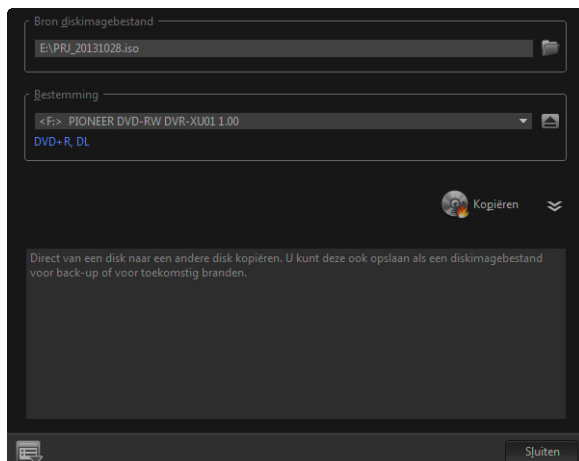 Bron diskimagebestand
E:\PRJ_20131028.iso
Bestemming
<F:> PIONEER DVD-RW DVR-XU01 1.00
DVD+R, DL
Kopiëren
Direct van een disk naar een andere disk kopiëren. U kunt deze ook opslaan als een diskimagebestand
voor back-up of voor toekomstig branden.
Sluiten